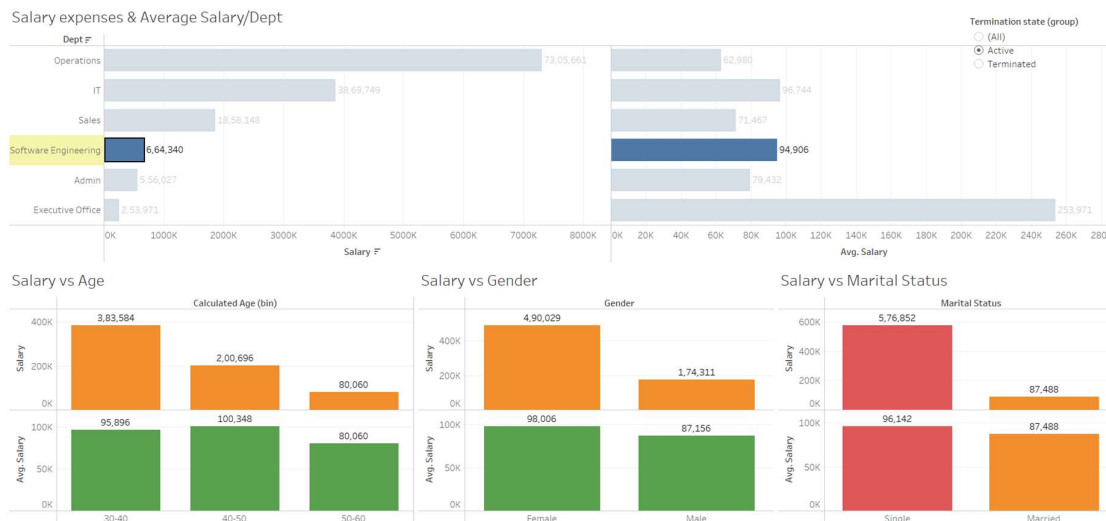 Salary expenses & Average Salary/Dept
Termination state (group)
(All)
Active
Terminated
Dept
Operations 73,05,661 62,980
IT 38,69,749 96,744
Sales 18,58,148 71,467
Software Engineering 6,64,340 94,906
Admin 5,56,027 79,432
Executive Office 2,53,971 253,971
0K 1000K 2000K 3000K 4000K 5000K 6000K 7000K 8000K 0K 20K 40K 60K 80K 100K 120K 140K 160K 180K 200K 220K 240K 260K 280
Salary Avg. Salary
Salary vs Age
Calculated Age (bin)
400K
200K
0K
Salary
3,83,584 2,00,696 80,060
100K
50K
0K
Avg. Salary
95,896 100,348 80,060
30-40 40-50 50-60
Salary vs Gender
Gender
400K
200K
0K
Salary
4,90,029 1,74,311
100K
50K
0K
Avg. Salary
98,006 87,156
Female Male
Salary vs Marital Status
Marital Status
600K
400K
200K
0K
Salary
5,76,852 87,488
100K
50K
0K
Avg. Salary
96,142 87,488
Single Married